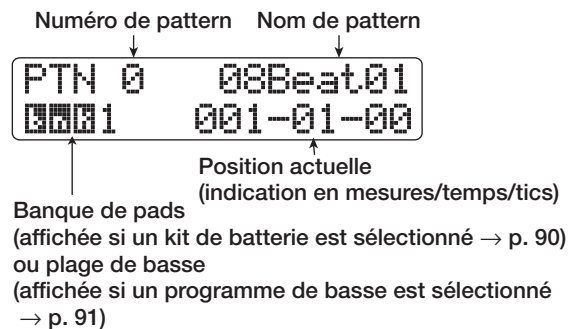 Numéro de pattern
Nom de pattern
PTN 0 08Beat01
1 001-01-00
Position actuelle
(indication en mesures/temps/tics)
Banque de pads
(affichée si un kit de batterie est sélectionné → p. 90)
ou plage de basse
(affichée si un programme de basse est sélectionné
→ p. 91)